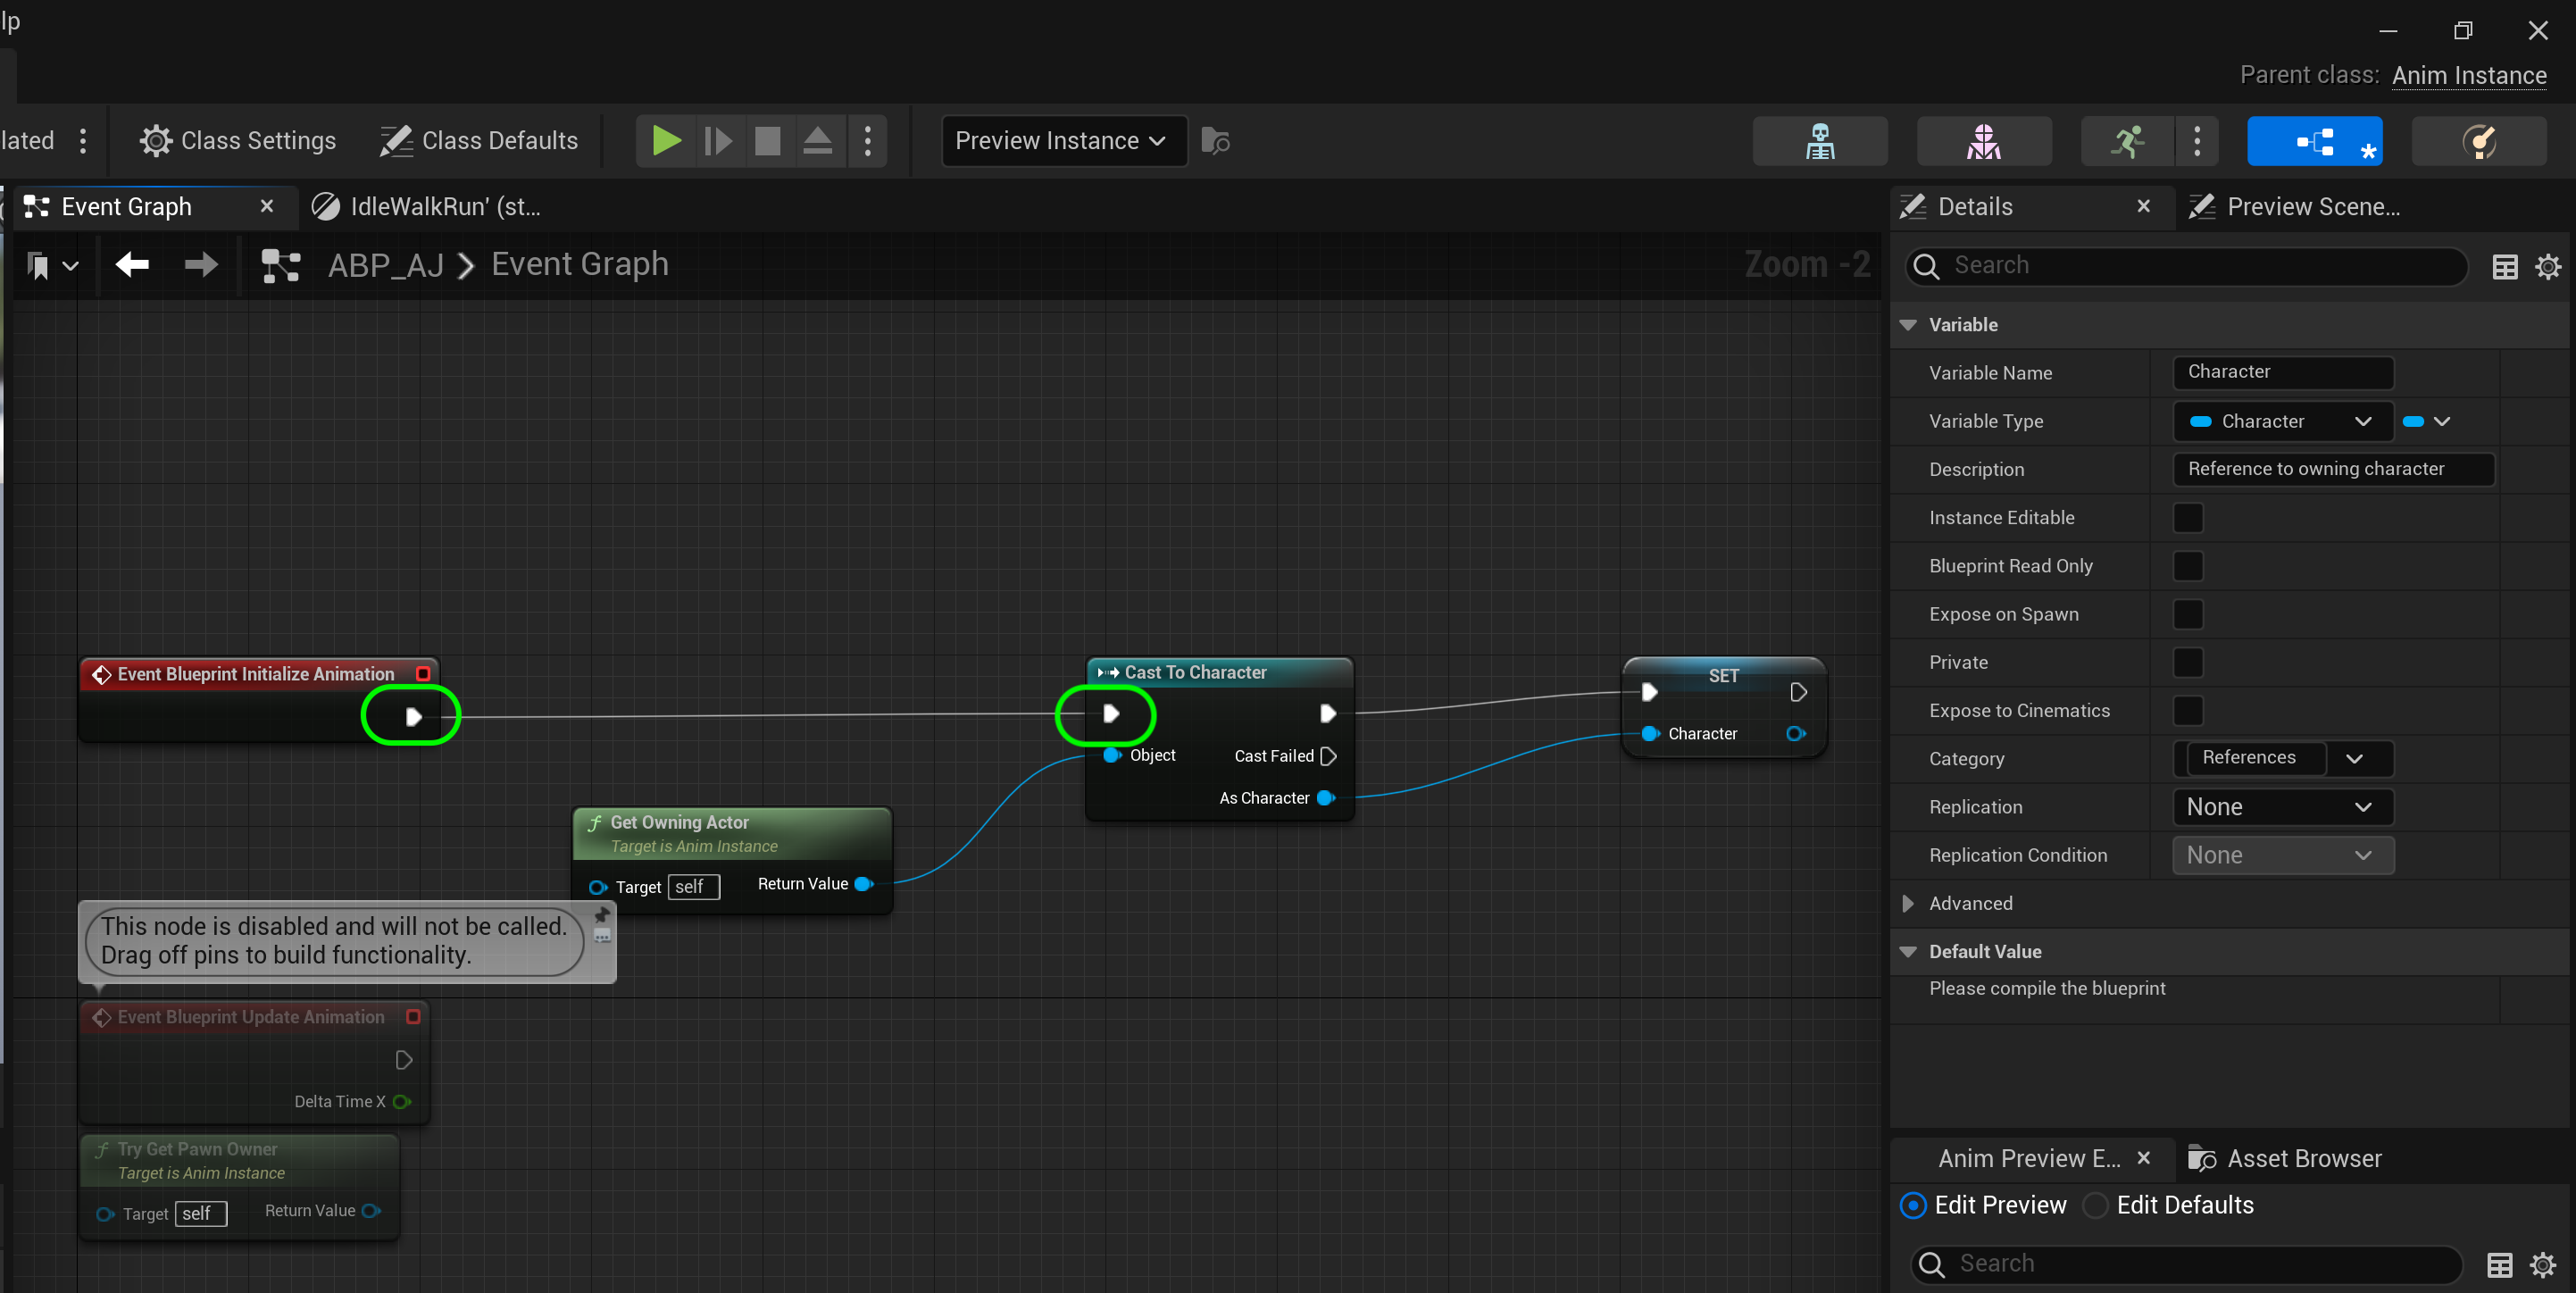 lp
Parent class: Anim Instance
lated
Class Settings
Class Defaults
Preview Instance
Event Graph
IdleWalkRun' (st...
Details
Preview Scene...
ABP_AJ > Event Graph
Zoom -2
Search
Variable
Variable Name
Character
Variable Type
Character
Description
Reference to owning character
Instance Editable
Blueprint Read Only
Expose on Spawn
Private
Expose to Cinematics
Category
References
Replication
None
Replication Condition
None
Advanced
Default Value
Please compile the blueprint
Event Blueprint Initialize Animation
Cast To Character
Object
Cast Failed
As Character
SET
Character
f Get Owning Actor
Target is Anim Instance
Target self
Return Value
This node is disabled and will not be called.
Drag off pins to build functionality.
Event Blueprint Update Animation
Delta Time X
f Try Get Pawn Owner
Target is Anim Instance
Target self
Return Value
Anim Preview E...
Asset Browser
Edit Preview
Edit Defaults
Search